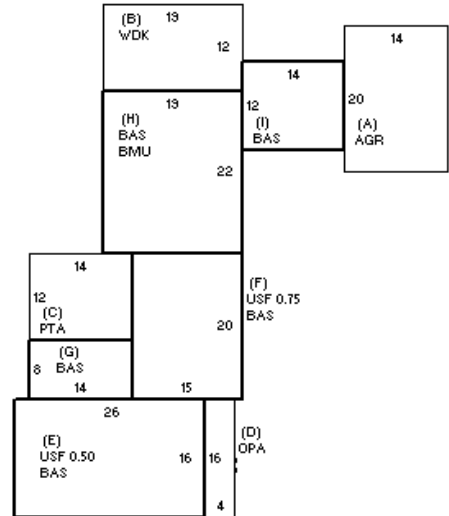 (B) 19
WDK
12
14
14
19
12
20
(H)
BAS
BMU
(I)
BAS
(A)
AGR
22
14
12
(C)
PTA
(F)
USF 0.75
BAS
20
(G)
8 BAS
14
15
26
(E)
USF 0.50
BAS
16
16
(D)
OPA
4